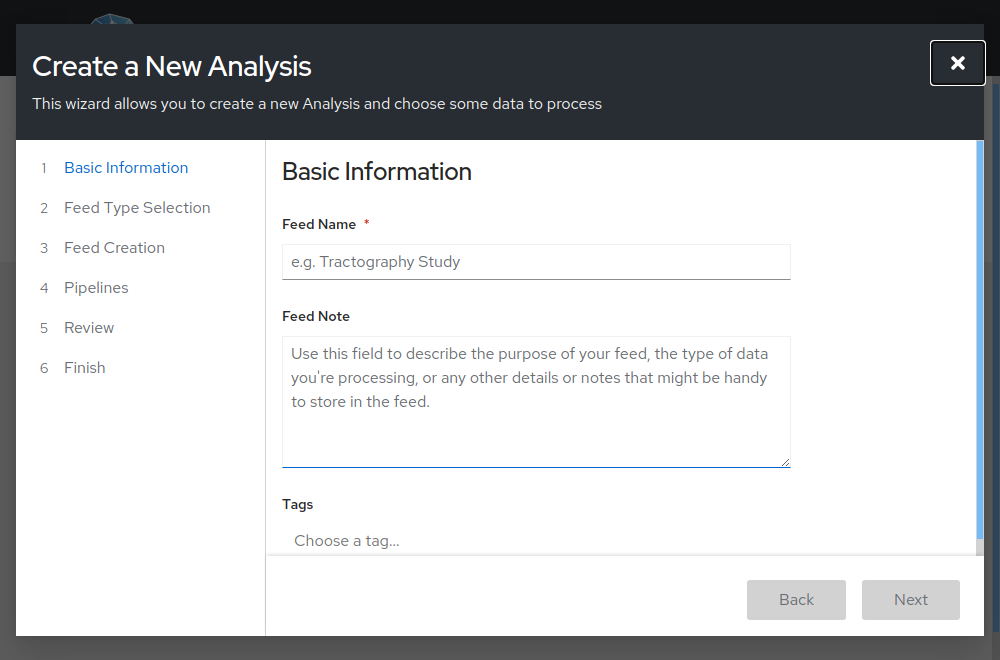 Create a New Analysis
This wizard allows you to create a new Analysis and choose some data to process
1 Basic Information
2 Feed Type Selection
3 Feed Creation
4 Pipelines
5 Review
6 Finish
Basic Information
Feed Name *
e.g. Tractography Study
Feed Note
Use this field to describe the purpose of your feed, the type of data
you're processing, or any other details or notes that might be handy
to store in the feed.
Tags
Choose a tag...
Back
Next